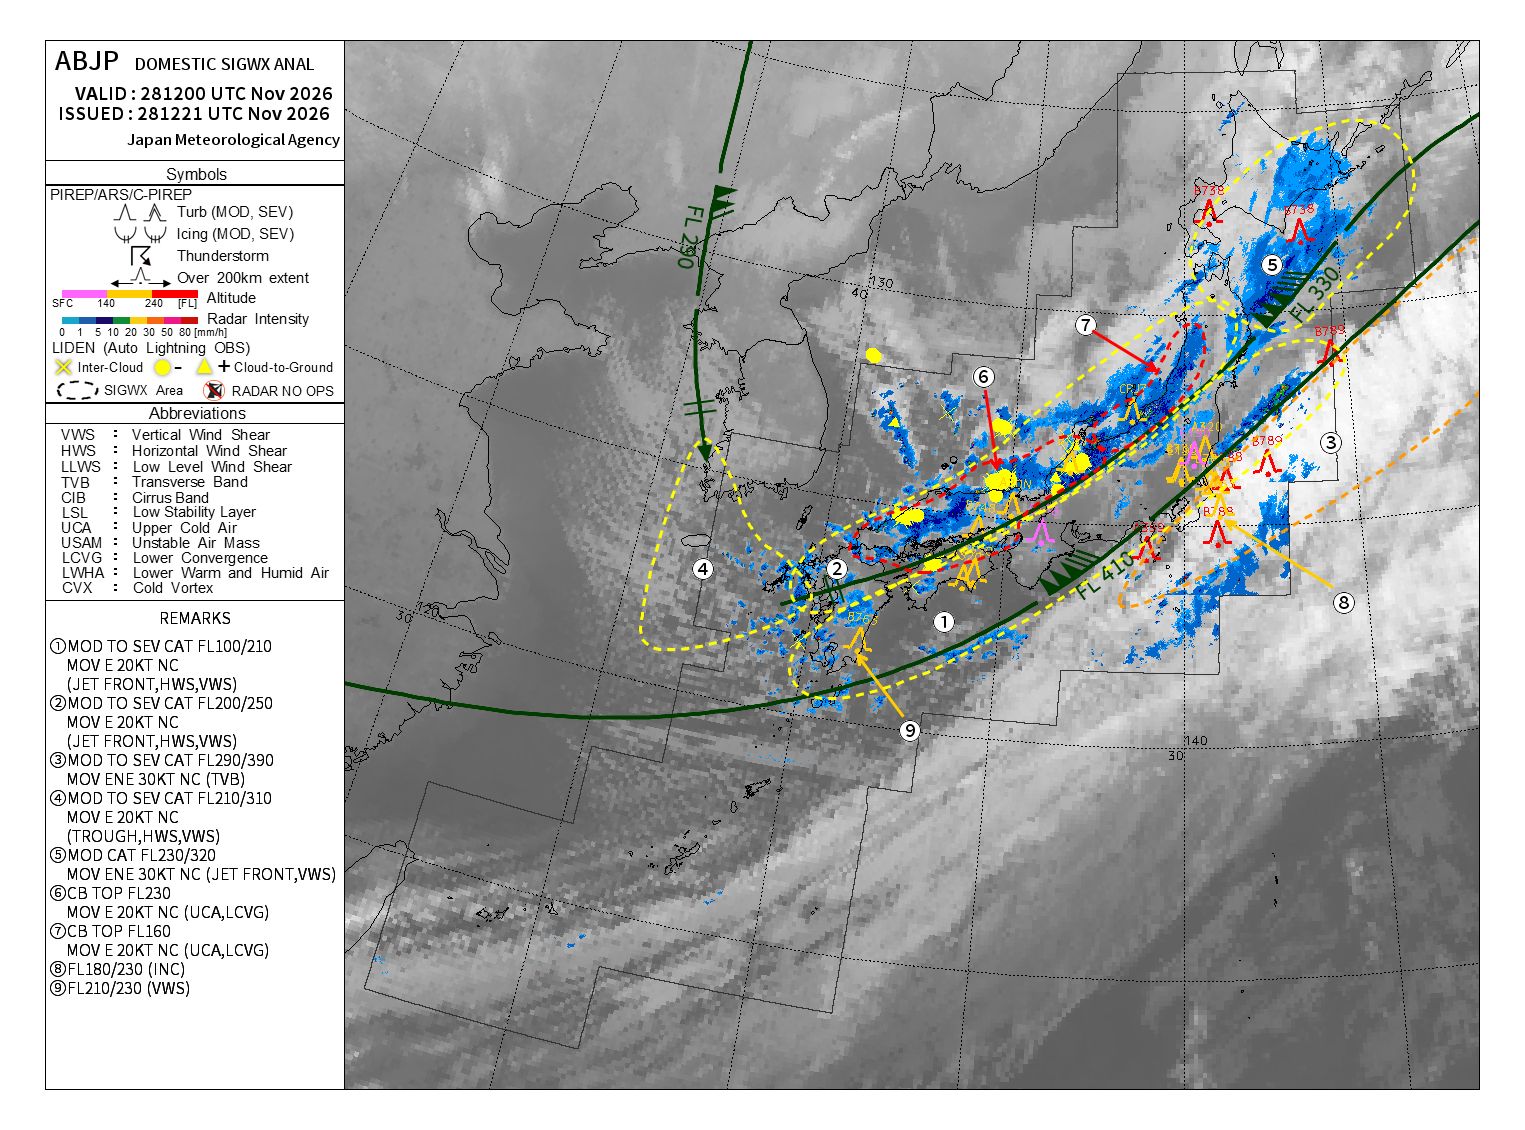 ABJP DOMESTIC SIGWX ANAL
VALID : 281200 UTC Nov 2026
ISSUED : 281221 UTC Nov 2026
Japan Meteorological Agency
Symbols
PIREP/ARS/C-PIREP
Turb (MOD, SEV)
Icing (MOD, SEV)
Thunderstorm
Over 200km extent
Altitude
SFC 140 240 [FL]
Radar Intensity
0 1 5 10 20 30 50 80 [mm/h]
LIDEN (Auto Lightning OBS)
Inter-Cloud - + Cloud-to-Ground
SIGWX Area RADAR NO OPS
Abbreviations
VWS : Vertical Wind Shear
HWS : Horizontal Wind Shear
LLWS : Low Level Wind Shear
TVB : Transverse Band
CIB : Cirrus Band
LSL : Low Stability Layer
UCA : Upper Cold Air
USAM : Unstable Air Mass
LCVG : Lower Convergence
LWHA : Lower Warm and Humid Air
CVX : Cold Vortex
REMARKS
①MOD TO SEV CAT FL100/210
MOV E 20KT NC
(JET FRONT,HWS,VWS)
②MOD TO SEV CAT FL200/250
MOV E 20KT NC
(JET FRONT,HWS,VWS)
③MOD TO SEV CAT FL290/390
MOV ENE 30KT NC (TVB)
④MOD TO SEV CAT FL210/310
MOV E 20KT NC
(TROUGH,HWS,VWS)
⑤MOD CAT FL230/320
MOV ENE 30KT NC (JET FRONT,VWS)
⑥CB TOP FL230
MOV E 20KT NC (UCA,LCVG)
⑦CB TOP FL160
MOV E 20KT NC (UCA,LCVG)
⑧FL180/230 (INC)
⑨FL210/230 (VWS)
B738
B738
FL 290
5
FL 330
40
130
7
B789
6
A320
3
B789
B788
4
2
FL 410
8
1
30
120
9
140
30